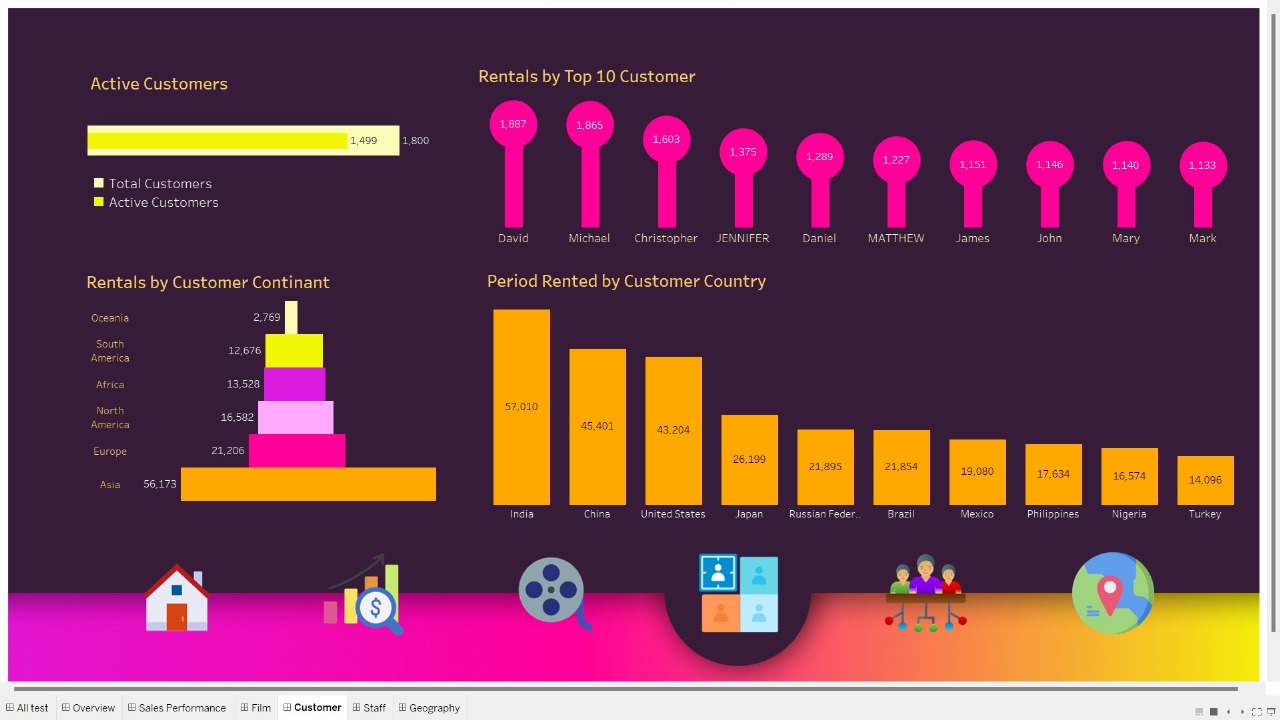 Active Customers
1,499
1,800
Total Customers
Active Customers
Rentals by Top 10 Customer
1,887
1,865
1,603
1,375
1,289
1,227
1,151
1,146
1,140
1,133
David
Michael
Christopher
JENNIFER
Daniel
MATTHEW
James
John
Mary
Mark
Rentals by Customer Continant
Oceania
2,769
South
America
12,676
Africa
13,528
North
America
16,582
Europe
21,206
Asia
56,173
Period Rented by Customer Country
57,010
45,401
43,204
26,199
21,895
21,854
19,080
17,634
16,574
14,096
India
China
United States
Japan
Russian Feder..
Brazil
Mexico
Philippines
Nigeria
Turkey
$
All test
Overview
Sales Performance
Film
Customer
Staff
Geography